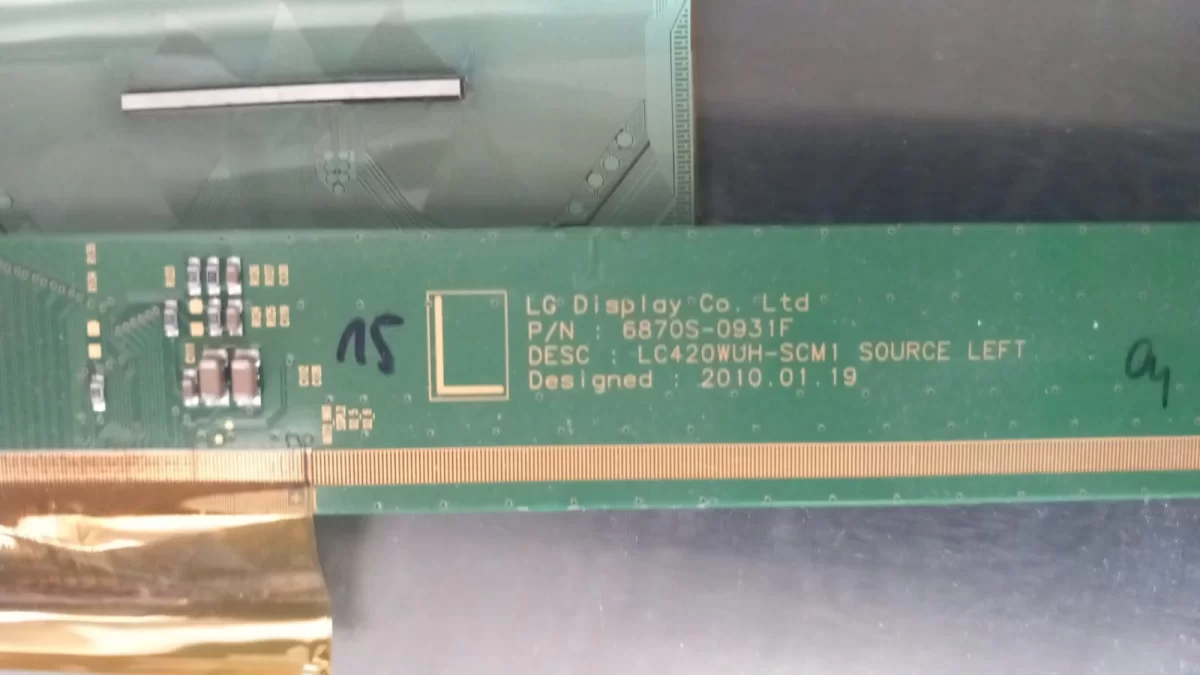 LG Display Co. Ltd
P/N : 6870S-0931F
DESC : LC420WUH-SCM1 SOURCE LEFT
Designed : 2010.01.19
15